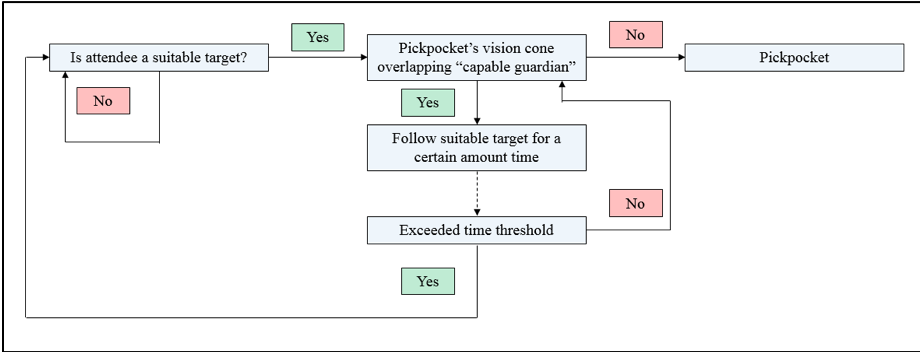 Is attendee a suitable target?
Yes
Pickpocket’s vision cone
overlapping “capable guardian”
No
Pickpocket
No
Yes
Follow suitable target for a
certain amount time
No
Exceeded time threshold
Yes